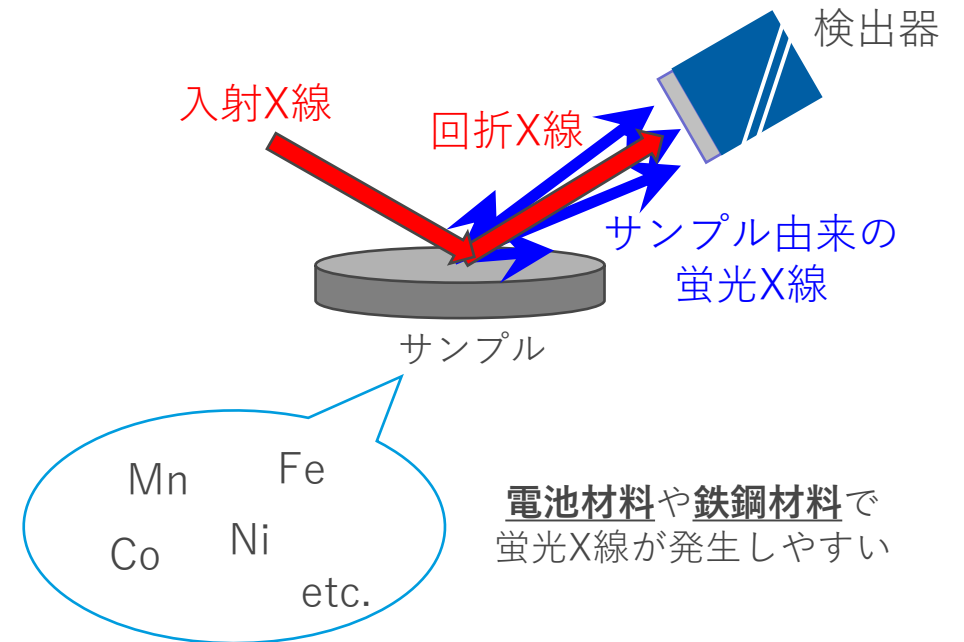 検出器
入射X線
回折X線
サンプル由来の
蛍光X線
サンプル
Mn
Fe
Co
Ni
etc.
電池材料や鉄鋼材料で
蛍光X線が発生しやすい